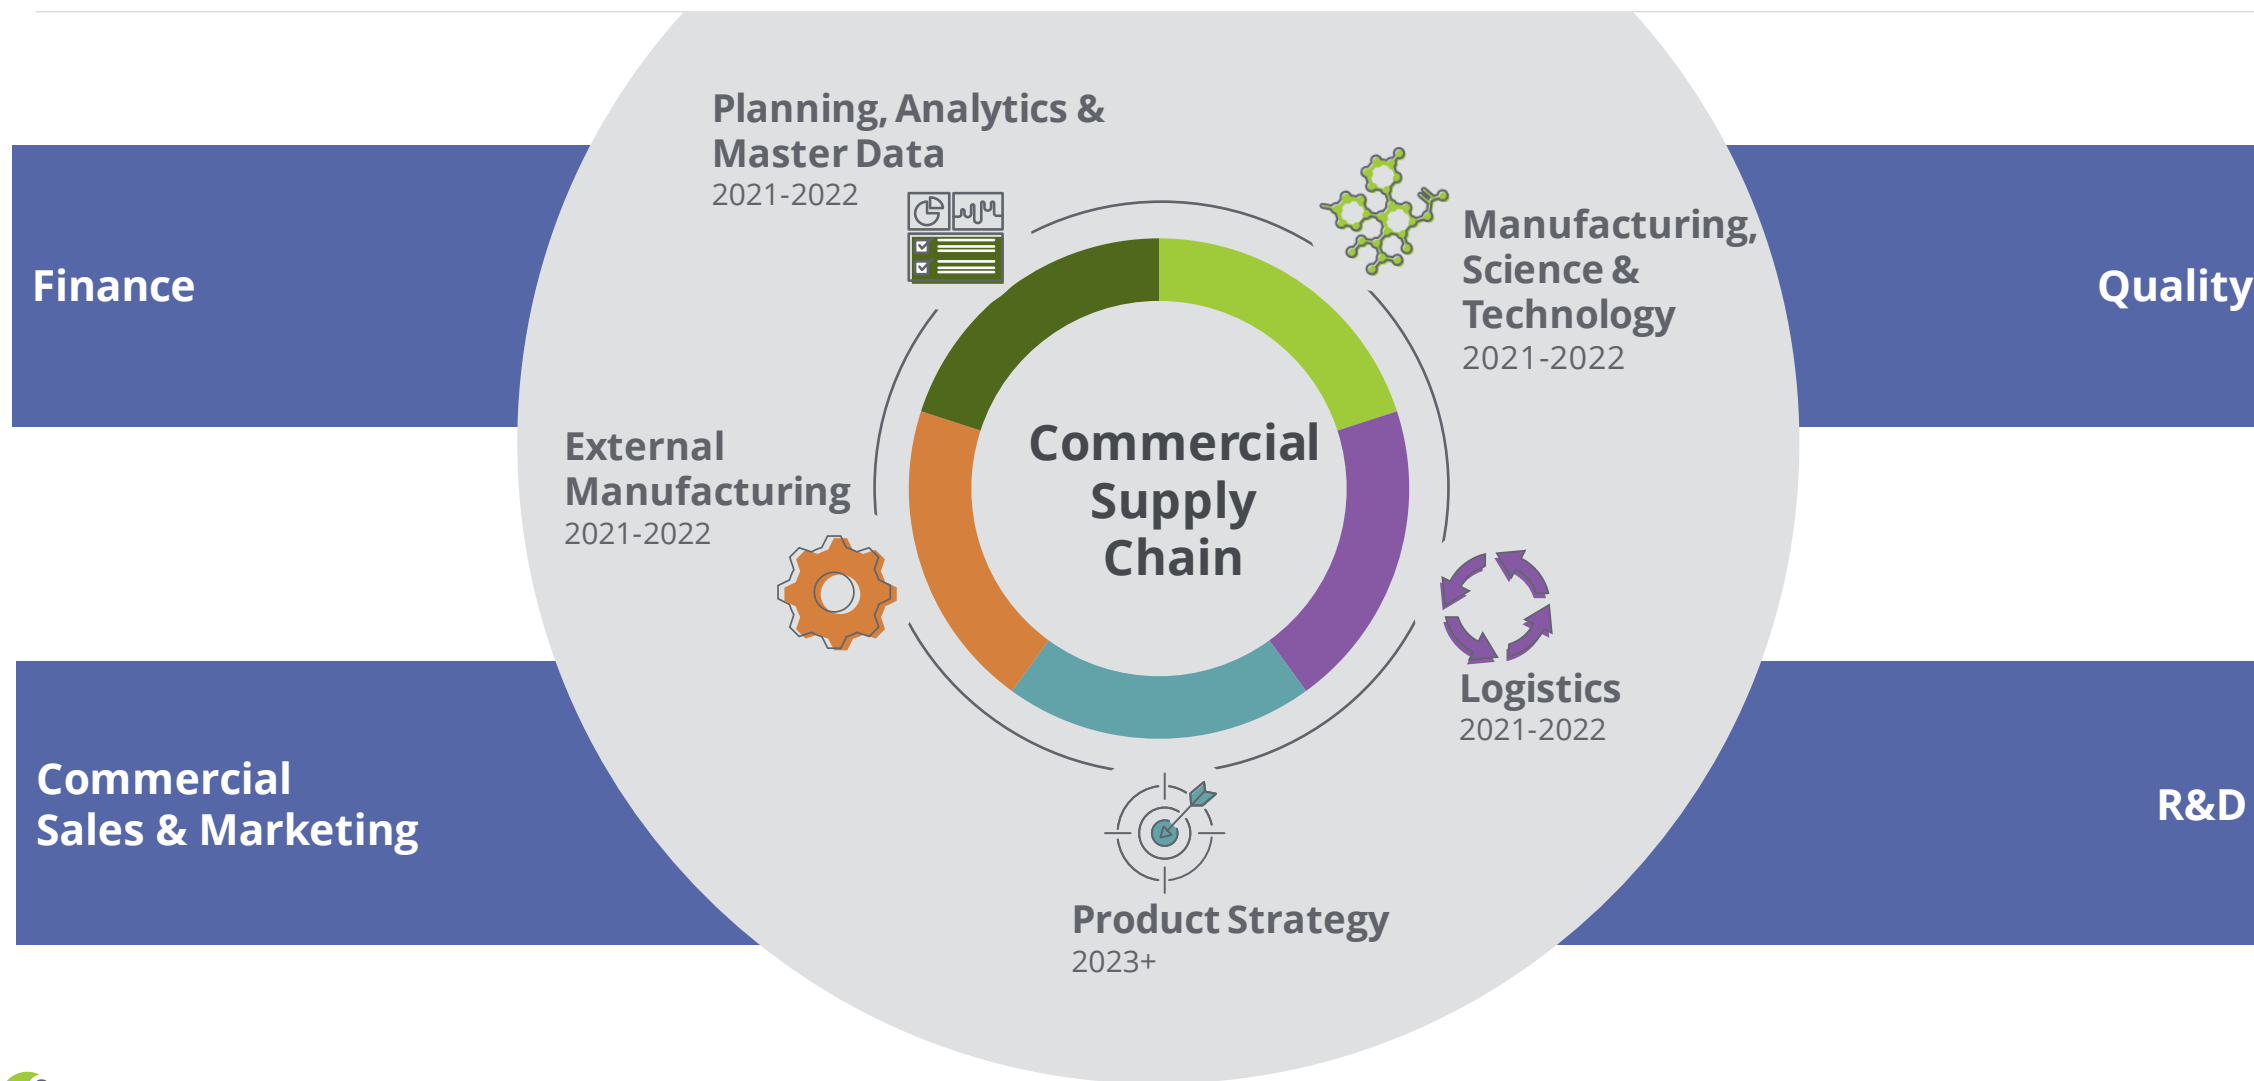 Planning, Analytics &
Master Data
2021-2022
Manufacturing,
Science &
Technology
2021-2022
Finance
Quality
External
Manufacturing
2021-2022
Commercial
Supply
Chain
Logistics
2021-2022
Commercial
Sales & Marketing
R&D
Product Strategy
2023+